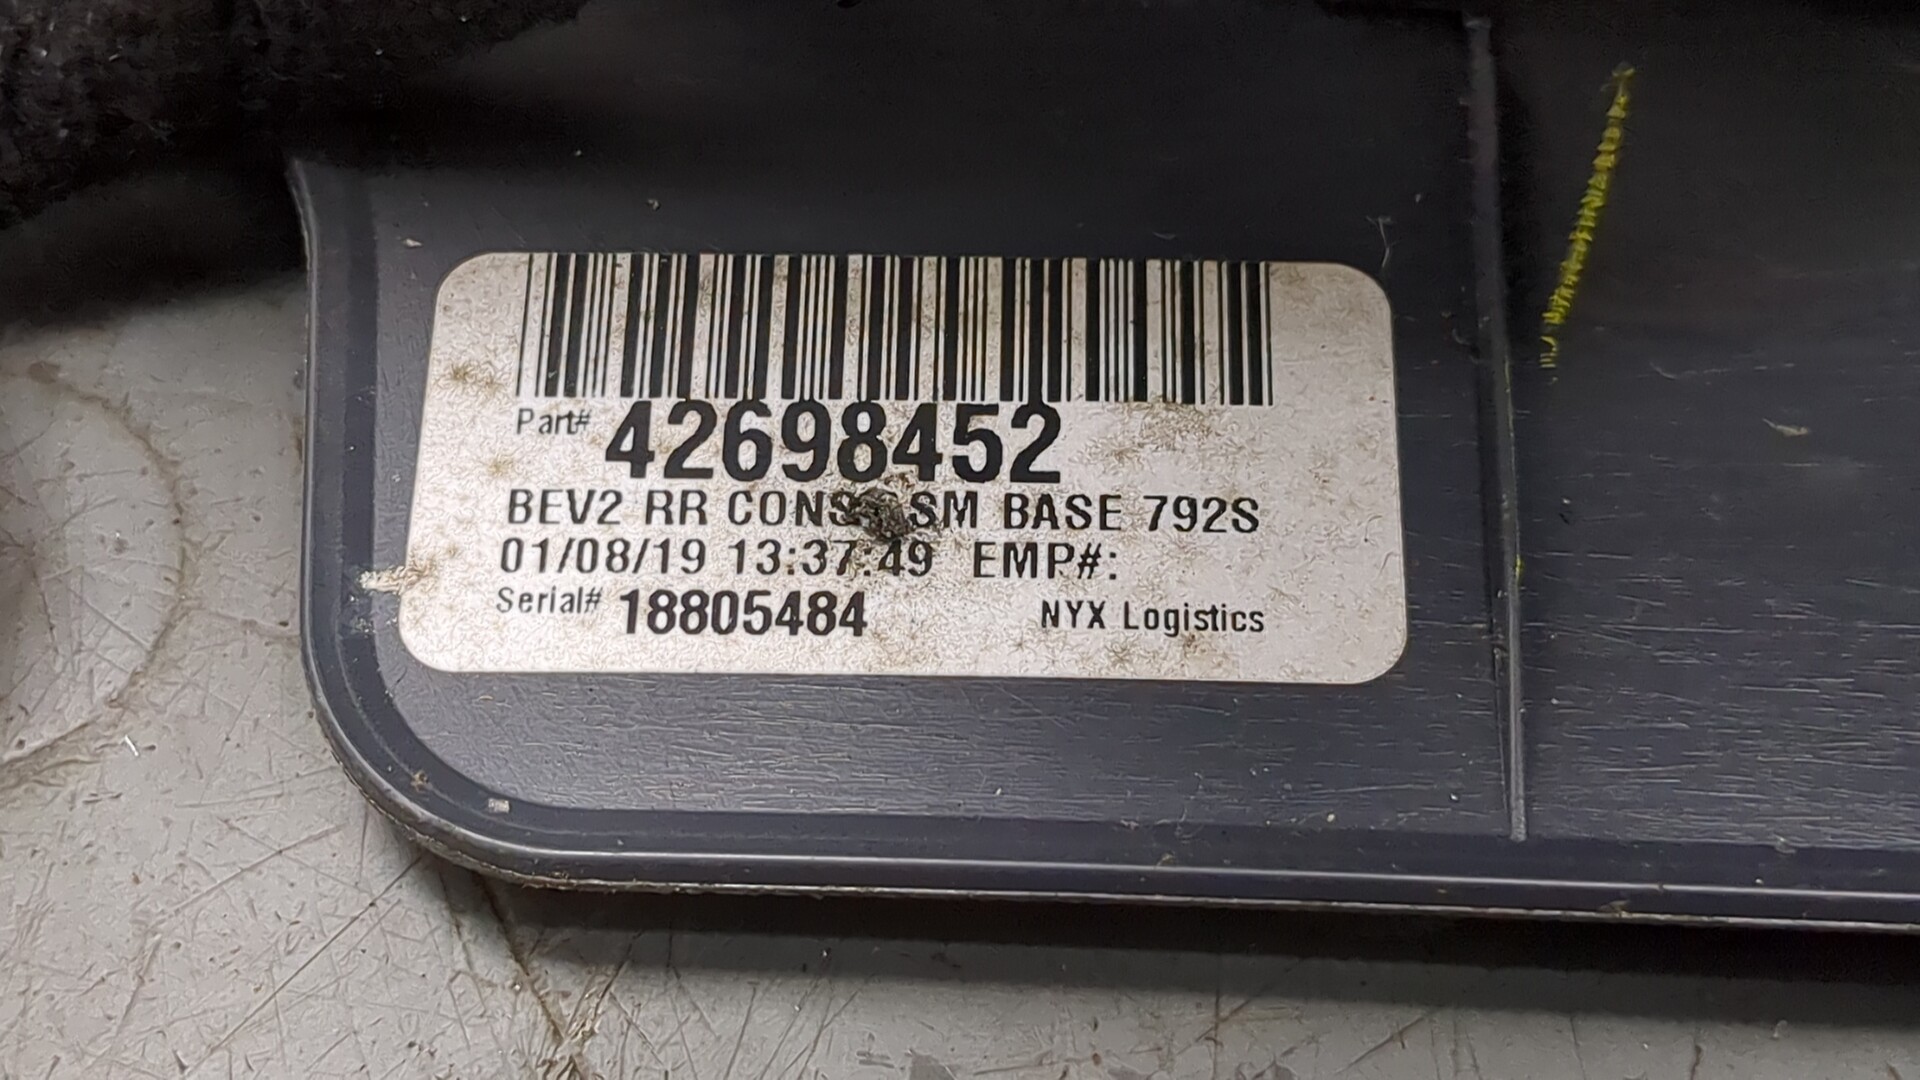 Part# 42698452
BEV2 RR CONS SM BASE 792S
01/08/19 13:37:49 EMP#:
Serial# 18805484 NYX Logistics